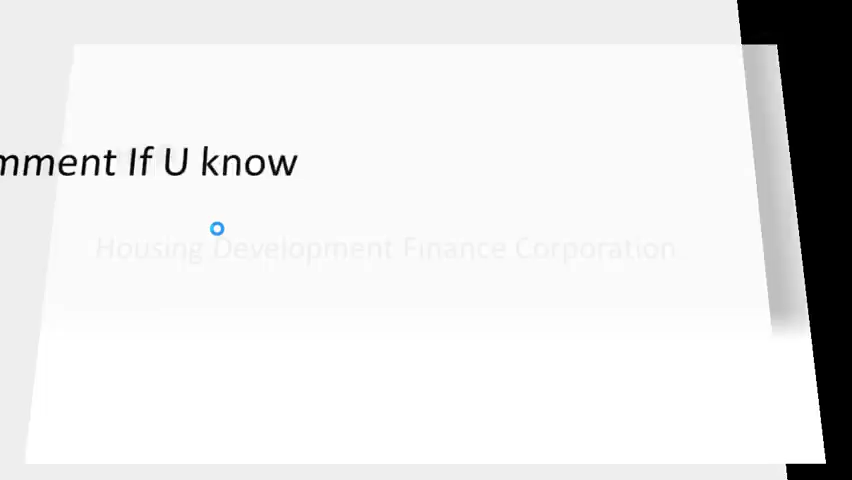 mment If U know
Housing Development Finance Corporation